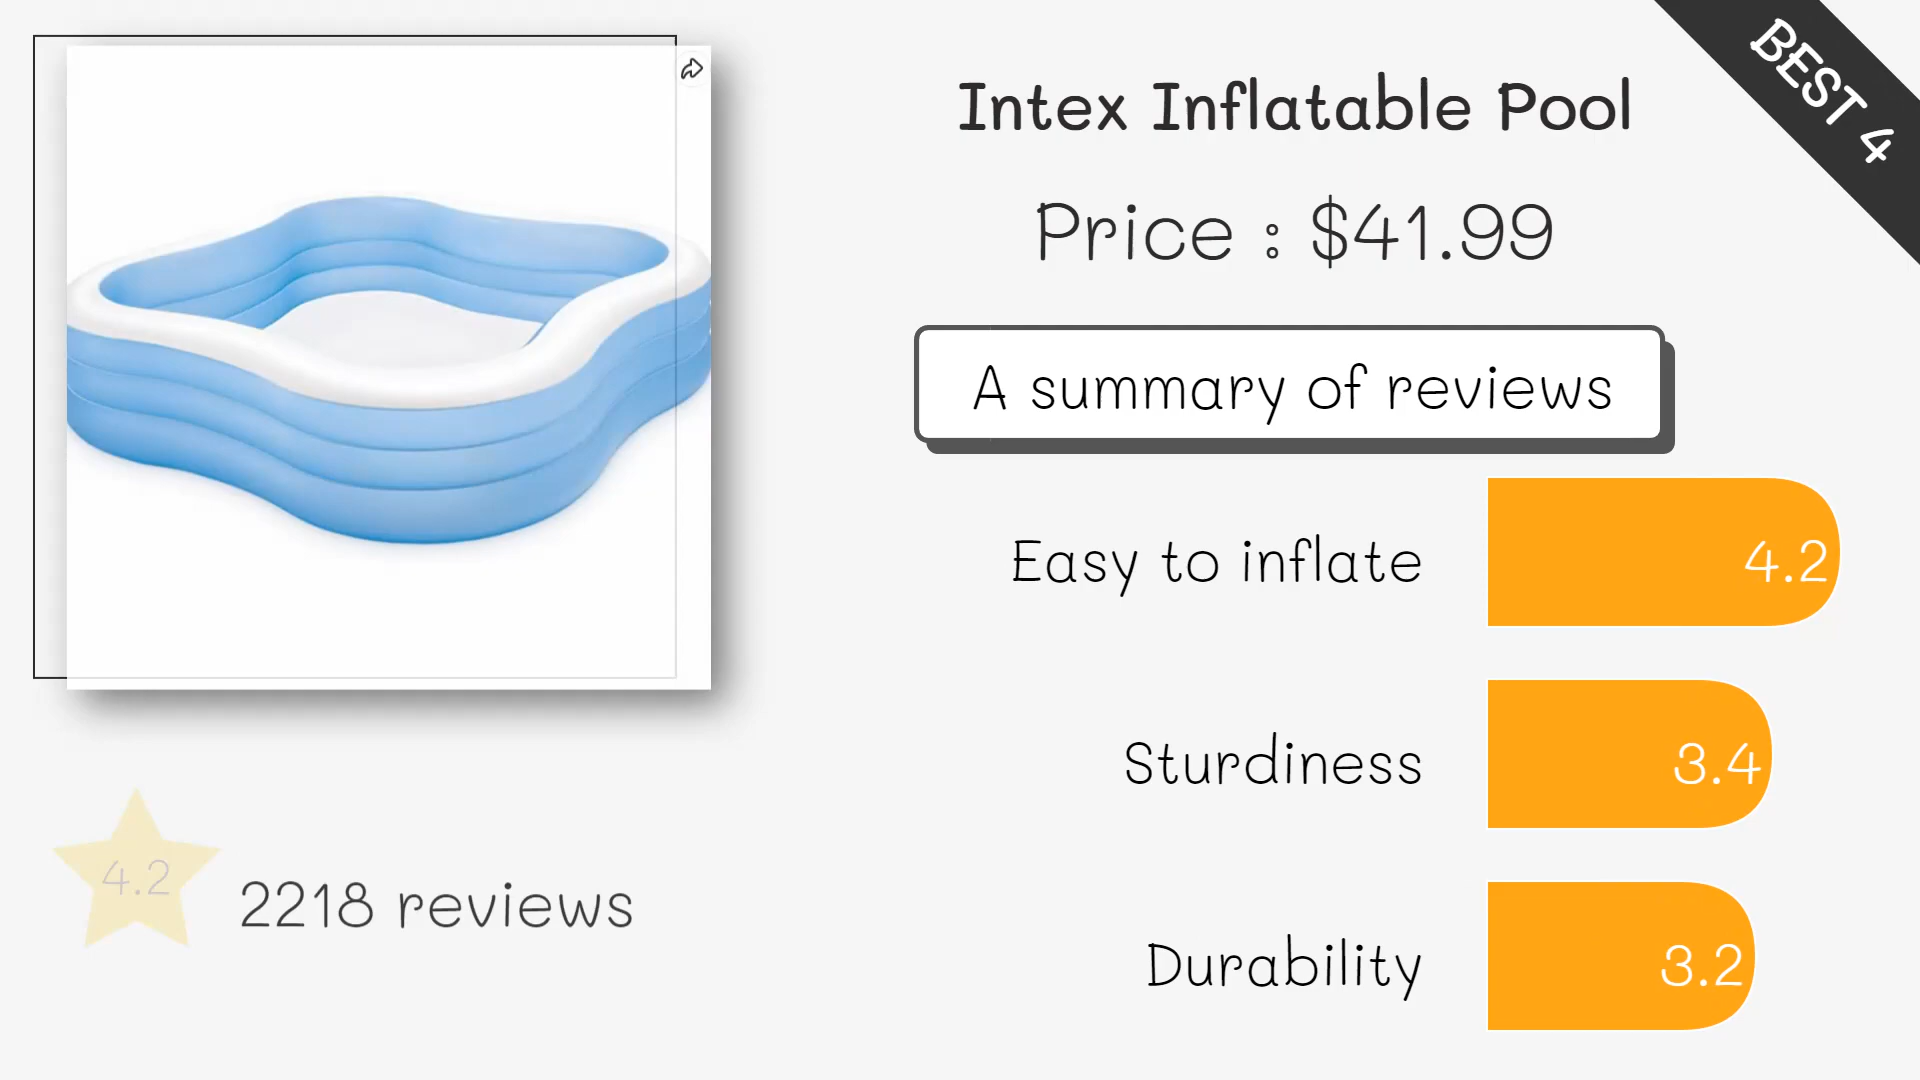 BEST 4
Intex Inflatable Pool
Price : $41.99
A summary of reviews
Easy to inflate 4.2
Sturdiness 3.4
Durability 3.2
4.2
2218 reviews